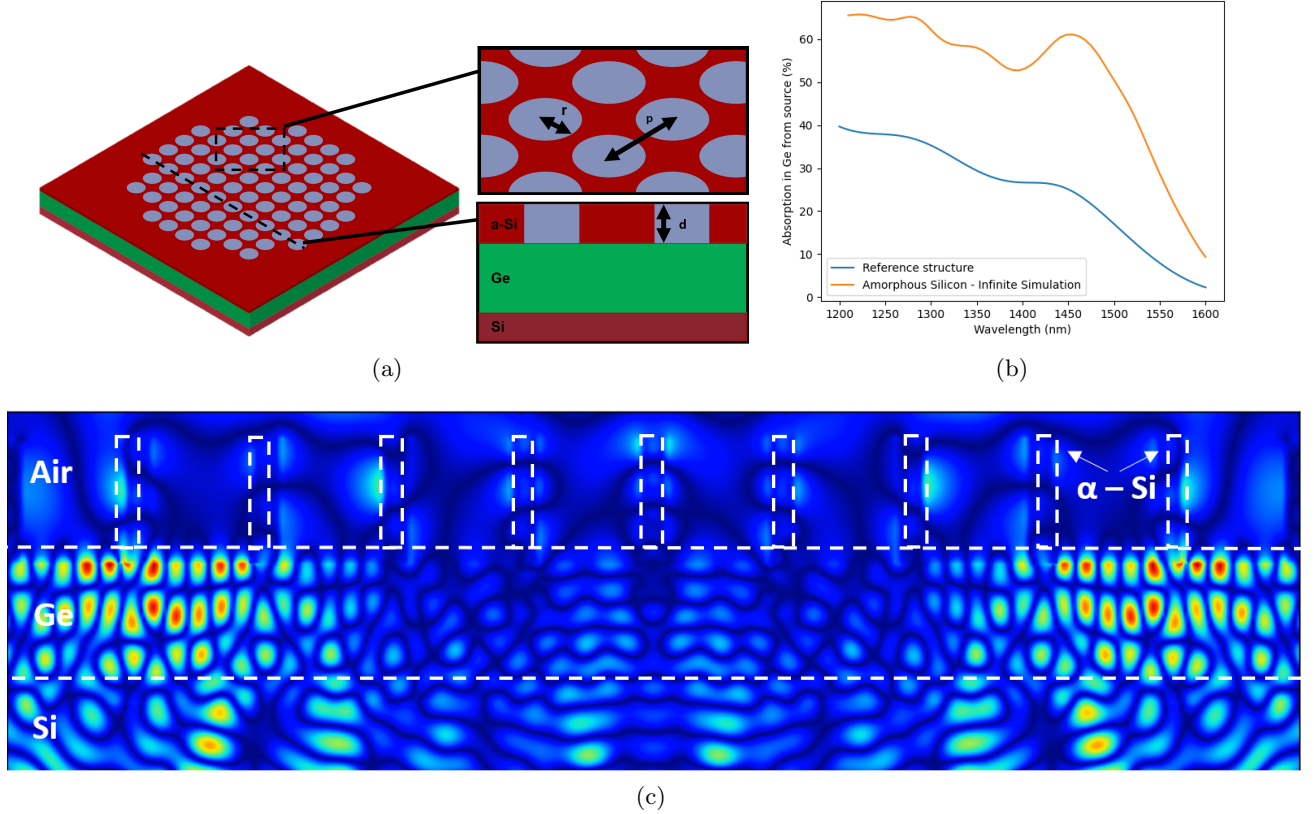 r
p
a-Si
d
Ge
Si
(a)
Absorption in Ge from source (%)
60
50
40
30
20
10
0
Reference structure
Amorphous Silicon - Infinite Simulation
1200 1250 1300 1350 1400 1450 1500 1550 1600
Wavelength (nm)
(b)
Air
α – Si
Ge
Si
(c)